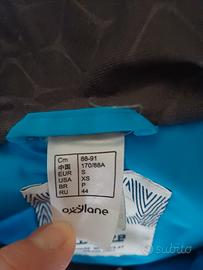 Cm 88-91
中国 170/88A
EUR S
USA XS
BR P
RU 44
oxylane
subito